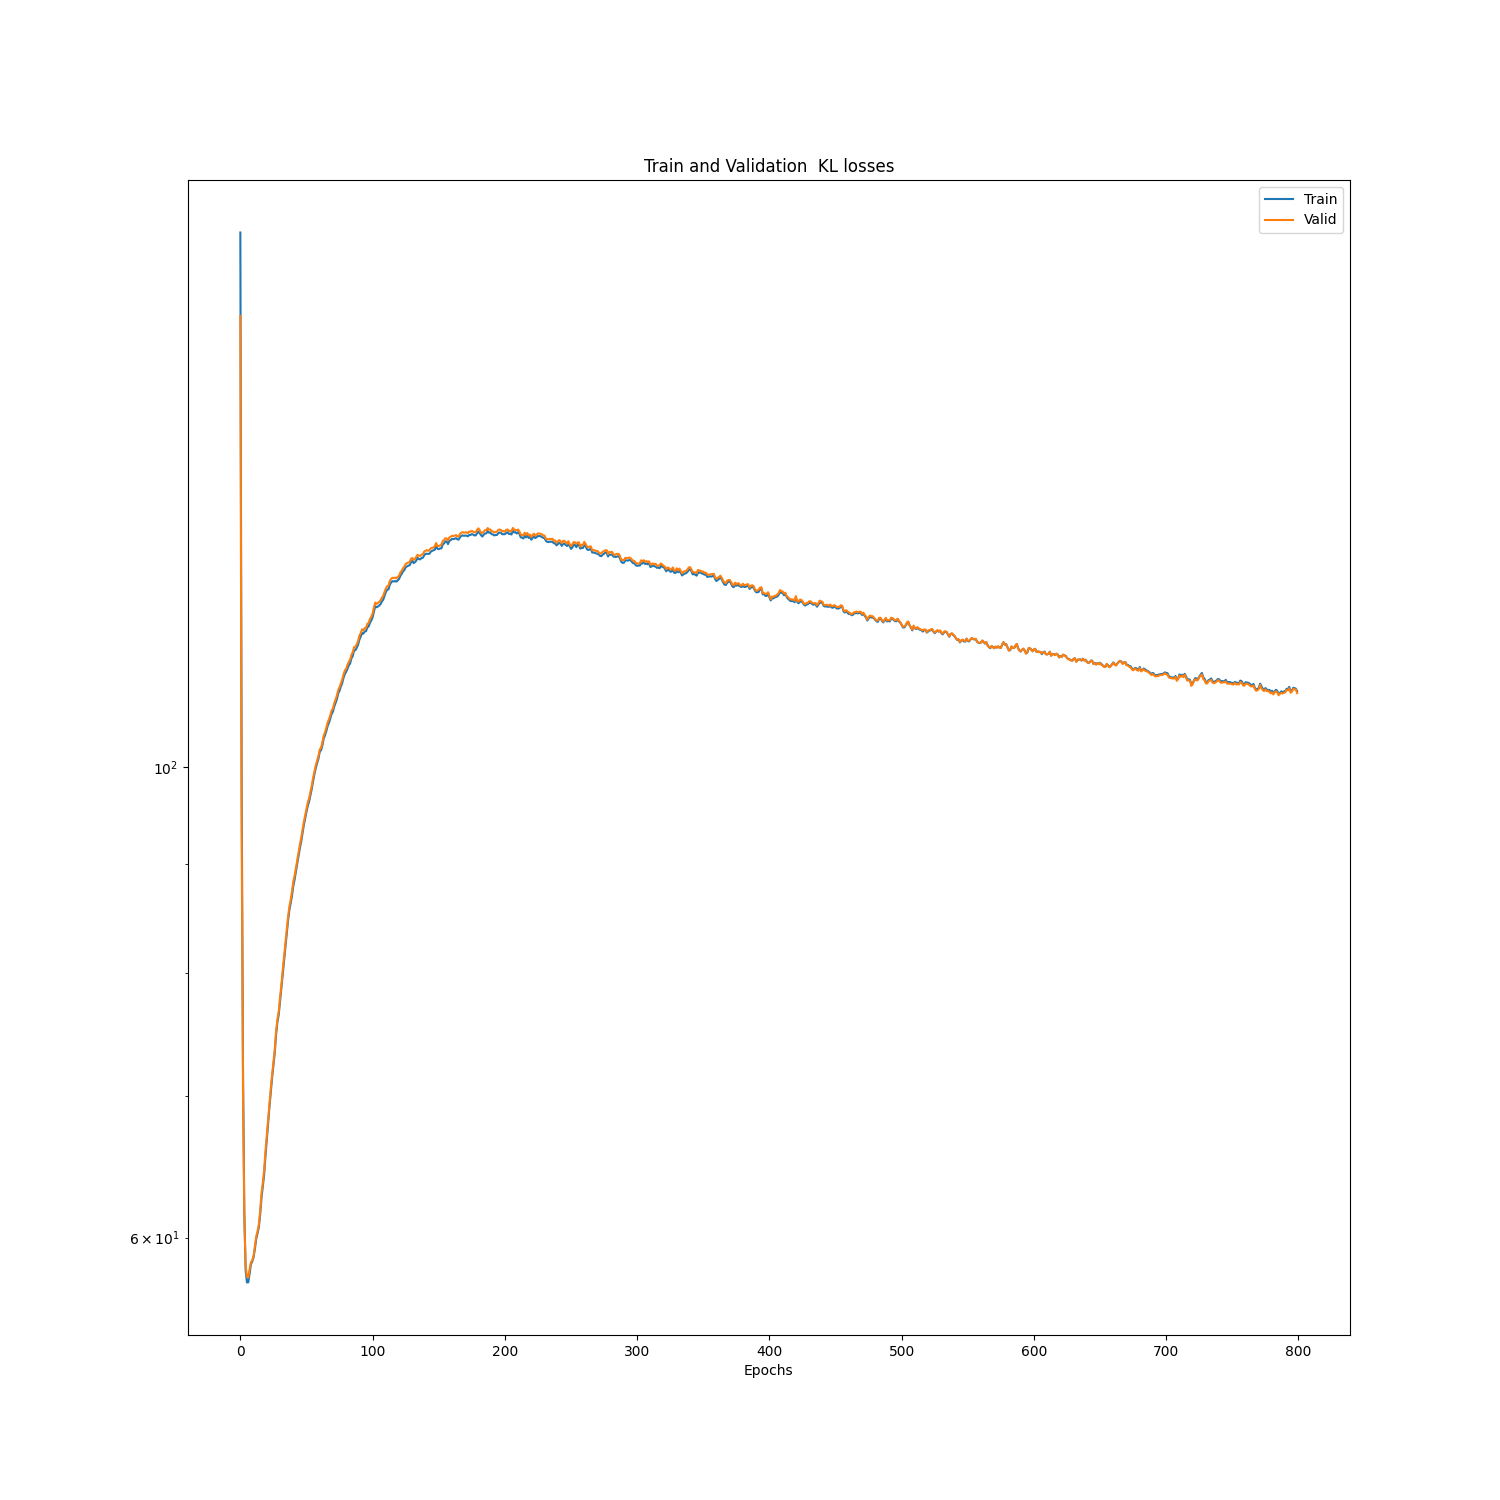 Train and Validation  KL losses
Train
Valid
10²
6 × 10¹
0 100 200 300 400 500 600 700 800
Epochs